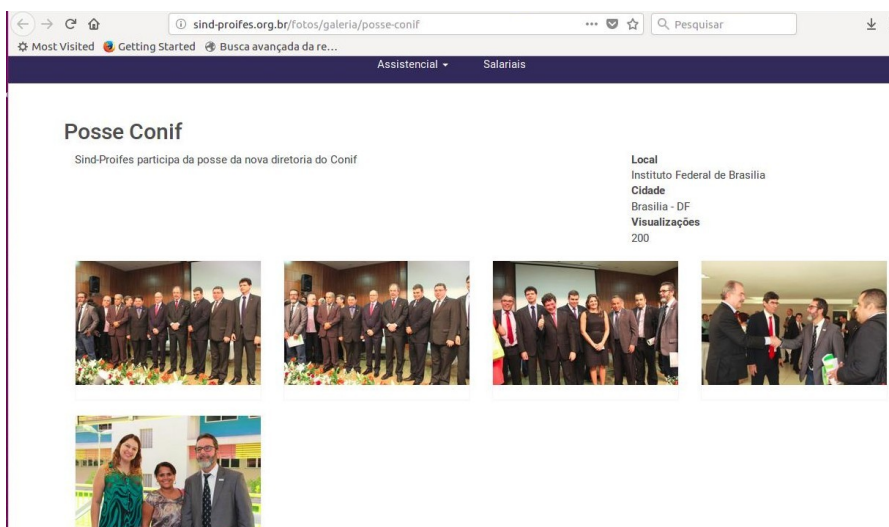 sind-proifes.org.br/fotos/galeria/posse-conif
Pesquisar
Most Visited Getting Started Busca avançada da re...
Assistencial Salariais
Posse Conif
Sind-Proifes participa da posse da nova diretoria do Conif
Local
Instituto Federal de Brasilia
Cidade
Brasilia - DF
Visualizações
200